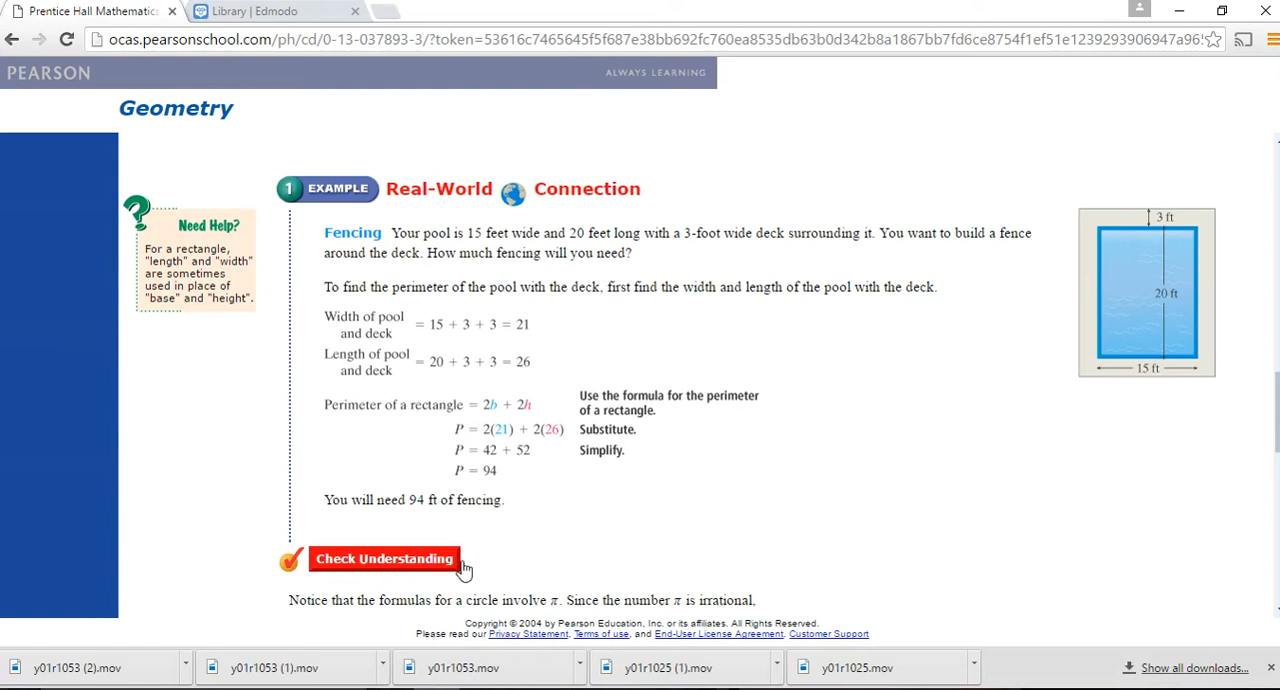 Prentice Hall Mathematics
Library | Edmodo
ocas.pearsonschool.com/ph/cd/0-13-037893-3/?token=53616c7465645f5f687e38bb692fc760ea8535db63b0d342b8a1867bb7fd6ce8754f1ef51e1239293906947a96
PEARSON
ALWAYS LEARNING
Geometry
1 EXAMPLE Real-World Connection
? Need Help?
For a rectangle,
"length" and "width"
are sometimes
used in place of
"base" and "height".
Fencing Your pool is 15 feet wide and 20 feet long with a 3-foot wide deck surrounding it. You want to build a fence
around the deck. How much fencing will you need?
To find the perimeter of the pool with the deck, first find the width and length of the pool with the deck.
Width of pool
and deck = 15 + 3 + 3 = 21
Length of pool
and deck = 20 + 3 + 3 = 26
Perimeter of a rectangle = 2b + 2h Use the formula for the perimeter
of a rectangle.
P = 2(21) + 2(26) Substitute.
P = 42 + 52 Simplify.
P = 94
You will need 94 ft of fencing.
3 ft
20 ft
15 ft
Check Understanding
Notice that the formulas for a circle involve π. Since the number π is irrational,
Copyright © 2004 by Pearson Education, Inc. or its affiliates. All Rights Reserved.
Please read our Privacy Statement, Terms of use, and End-User License Agreement. Customer Support
y01r1053 (2).mov
y01r1053 (1).mov
y01r1053.mov
y01r1025 (1).mov
y01r1025.mov
Show all downloads...